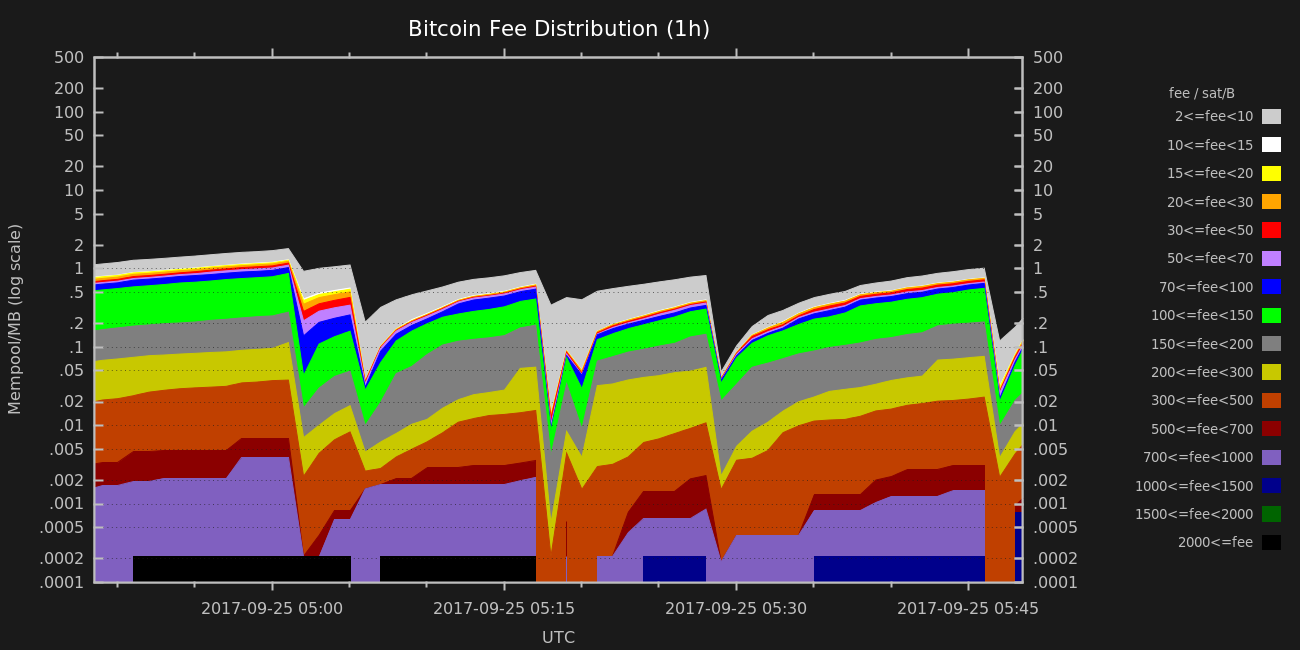 Bitcoin Fee Distribution (1h)
Mempool/MB (log scale)
500
200
100
50
20
10
5
2
1
.5
.2
.1
.05
.02
.01
.005
.002
.001
.0005
.0002
.0001
500
200
100
50
20
10
5
2
1
.5
.2
.1
.05
.02
.01
.005
.002
.001
.0005
.0002
.0001
fee / sat/B
2<=fee<10
10<=fee<15
15<=fee<20
20<=fee<30
30<=fee<50
50<=fee<70
70<=fee<100
100<=fee<150
150<=fee<200
200<=fee<300
300<=fee<500
500<=fee<700
700<=fee<1000
1000<=fee<1500
1500<=fee<2000
2000<=fee
2017-09-25 05:00 2017-09-25 05:15 2017-09-25 05:30 2017-09-25 05:45
UTC